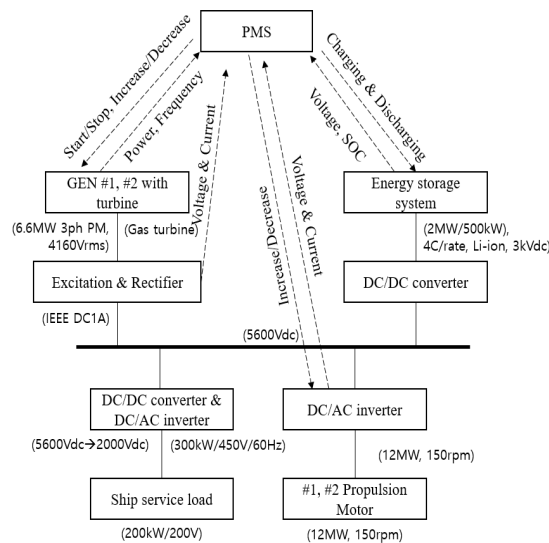 PMS
Start/Stop, Increase/Decrease
Power, Frequency
Voltage & Current
Increase/Decrease
Voltage & Current
Voltage, SOC
Charging & Discharging
GEN #1, #2 with
turbine
Energy storage
system
(6.6MW 3ph PM,
4160Vrms)
(Gas turbine)
(2MW/500kW),
4C/rate, Li-ion, 3kVdc)
Excitation & Rectifier
DC/DC converter
(IEEE DC1A)
(5600Vdc)
DC/DC converter &
DC/AC inverter
DC/AC inverter
(5600Vdc→2000Vdc)
(300kW/450V/60Hz)
(12MW, 150rpm)
Ship service load
#1, #2 Propulsion
Motor
(200kW/200V)
(12MW, 150rpm)